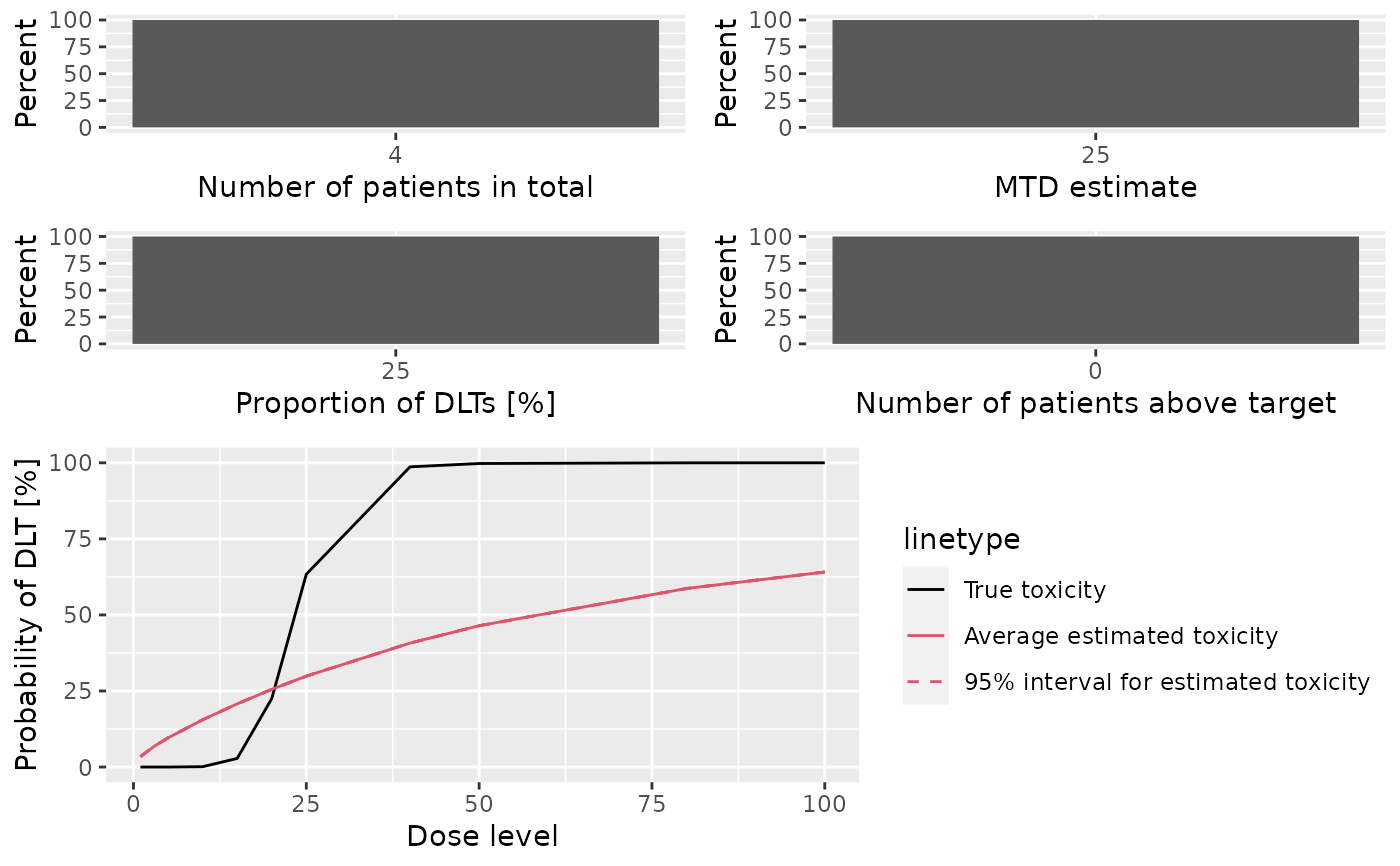 Percent
100
75
50
25
0
4
Number of patients in total
Percent
100
75
50
25
0
25
MTD estimate
Percent
100
75
50
25
0
25
Proportion of DLTs [%]
Percent
100
75
50
25
0
0
Number of patients above target
Probability of DLT [%]
100
75
50
25
0
0 25 50 75 100
Dose level
linetype
True toxicity
Average estimated toxicity
95% interval for estimated toxicity